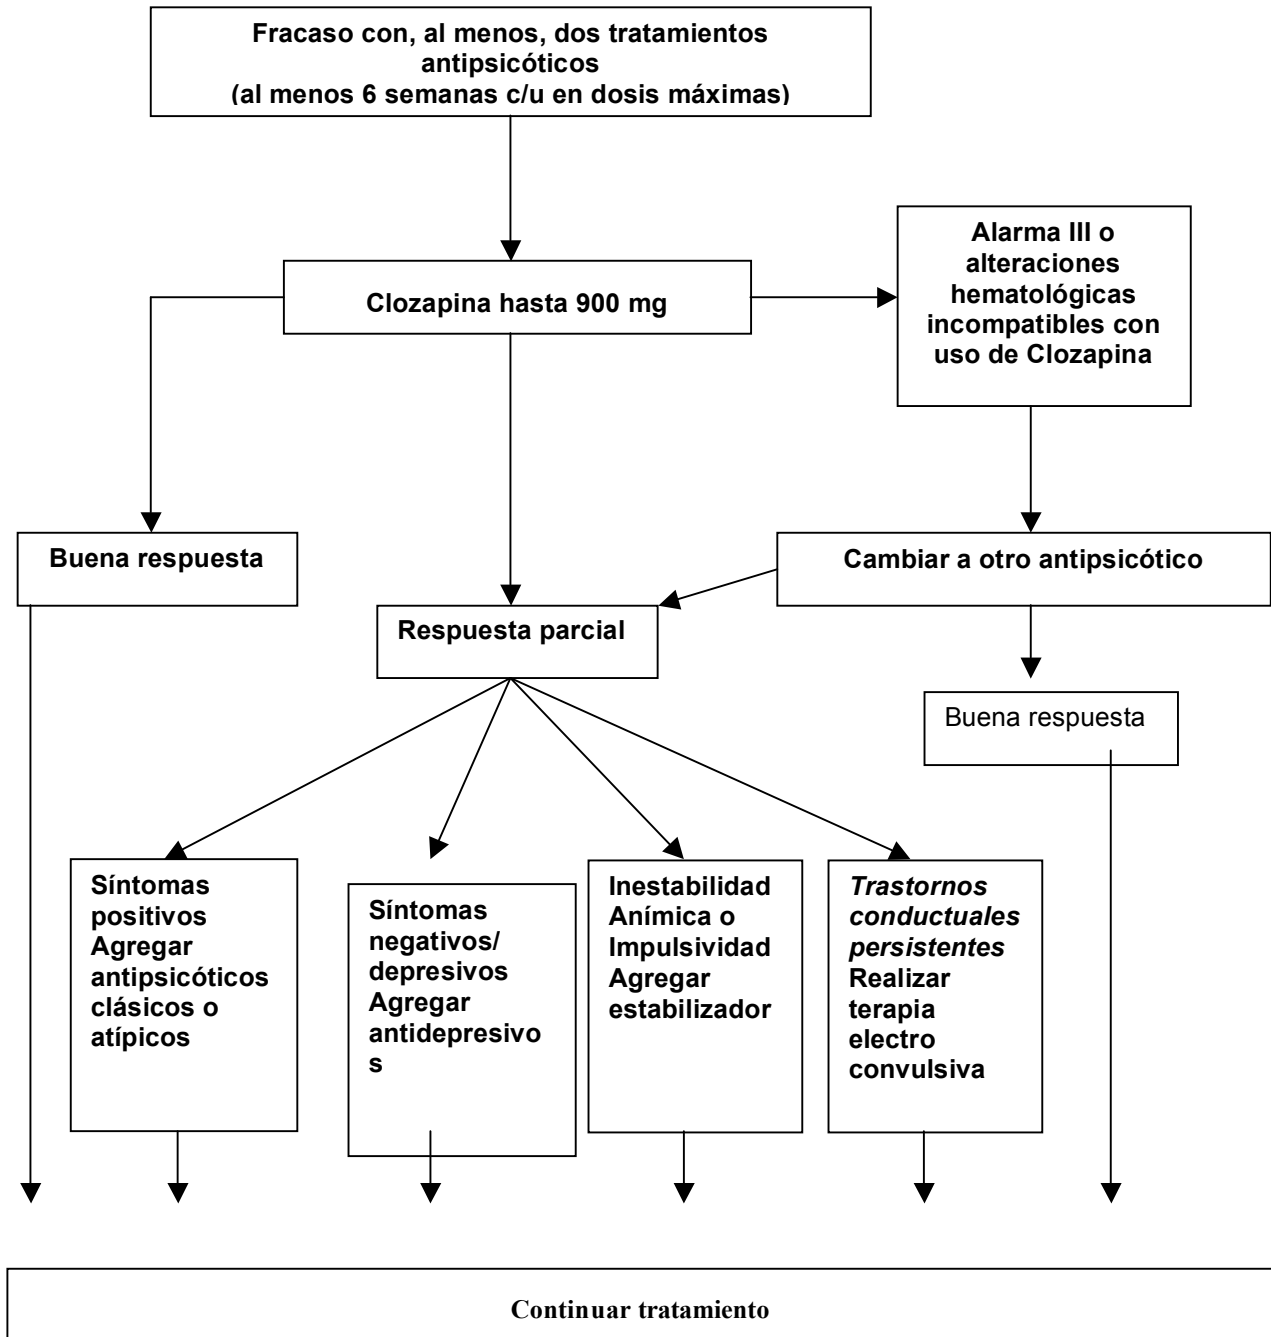 Fracaso con, al menos, dos tratamientos
antipsicóticos
(al menos 6 semanas c/u en dosis máximas)
Alarma III o
alteraciones
hematológicas
incompatibles con
uso de Clozapina
Clozapina hasta 900 mg
Buena respuesta
Cambiar a otro antipsicótico
Respuesta parcial
Buena respuesta
Síntomas
positivos
Agregar
antipsicóticos
clásicos o
atípicos
Síntomas
negativos/
depresivos
Agregar
antidepresivo
s
Inestabilidad
Anímica o
Impulsividad
Agregar
estabilizador
Trastornos
conductuales
persistentes
Realizar
terapia
electro
convulsiva
Continuar tratamiento